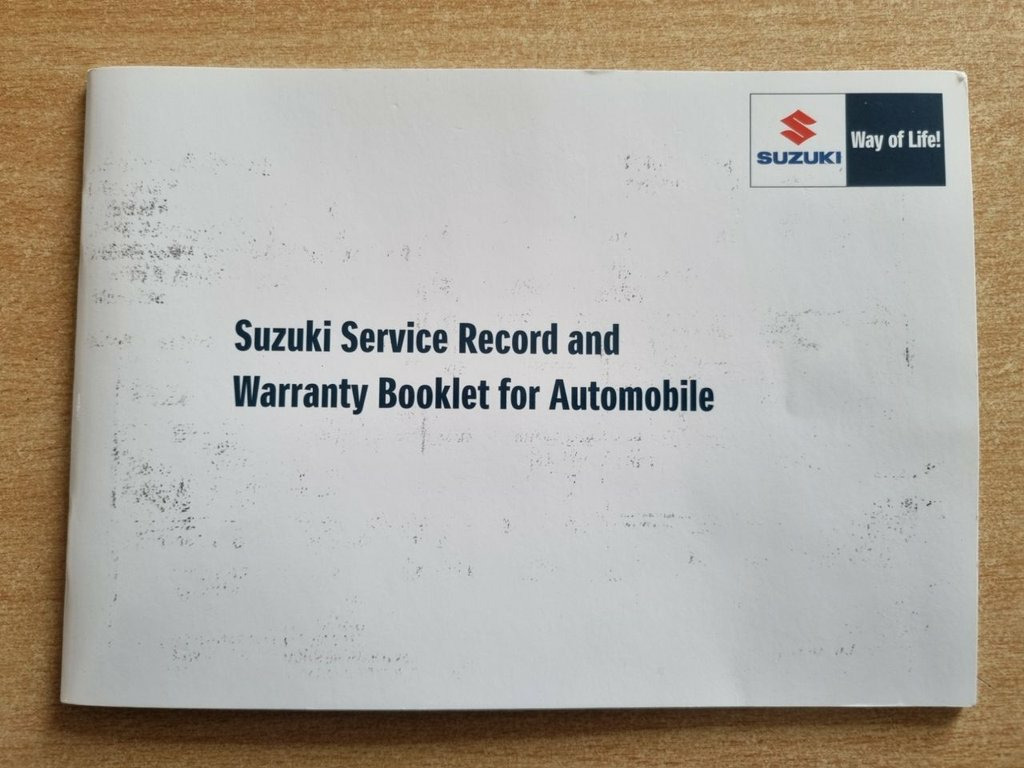 SUZUKI
Way of Life!
Suzuki Service Record and
Warranty Booklet for Automobile